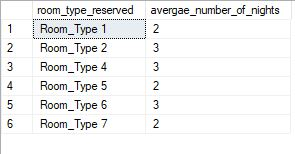 room_type_reserved avergae_number_of_nights
1 Room_Type 1 2
2 Room_Type 2 3
3 Room_Type 4 3
4 Room_Type 5 2
5 Room_Type 6 3
6 Room_Type 7 2